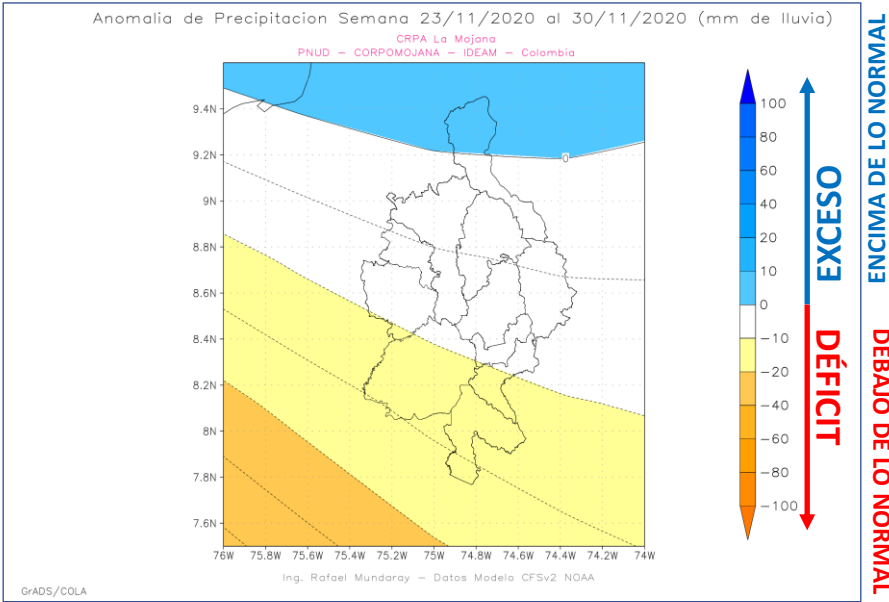 Anomalia de Precipitacion Semana 23/11/2020 al 30/11/2020 (mm de lluvia)
CRPA La Mojana
PNUD – CORPOMOJANA – IDEAM – Colombia
9.4N
9.2N
9N
8.8N
8.6N
8.4N
8.2N
8N
7.8N
7.6N
0
76W 75.8W 75.6W 75.4W 75.2W 75W 74.8W 74.6W 74.4W 74.2W 74W
100
80
60
40
20
10
0
−10
−20
−40
−60
−80
−100
EXCESO
DÉFICIT
ENCIMA DE LO NORMAL
DEBAJO DE LO NORMAL
Ing. Rafael Mundaray – Datos Modelo CFSv2 NOAA
GrADS/COLA